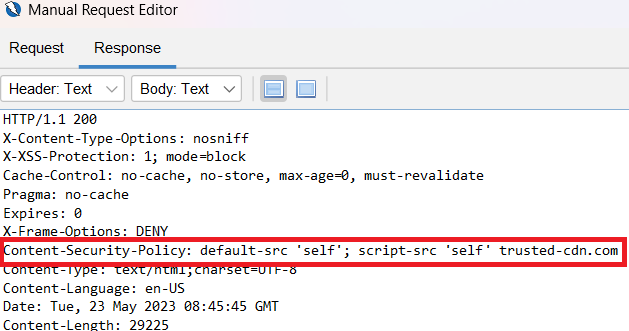 Manual Request Editor
Request Response
Header: Text Body: Text
HTTP/1.1 200
X-Content-Type-Options: nosniff
X-XSS-Protection: 1; mode=block
Cache-Control: no-cache, no-store, max-age=0, must-revalidate
Pragma: no-cache
Expires: 0
X-Frame-Options: DENY
Content-Security-Policy: default-src 'self'; script-src 'self' trusted-cdn.com
Content-Type: text/html;charset=UTF-8
Content-Language: en-US
Date: Tue, 23 May 2023 08:45:45 GMT
Content-Length: 29225